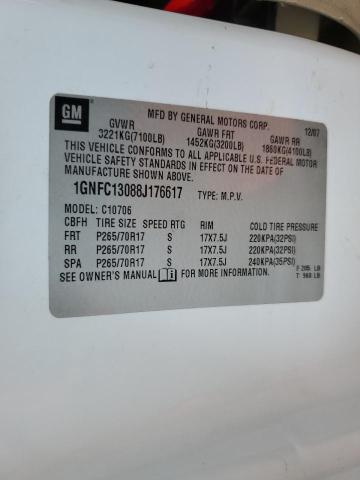 GM
MFD BY GENERAL MOTORS CORP. 12/07
GVWR GAWR FRT GAWR RR
3221KG(7100LB) 1452KG(3200LB) 1860KG(4100LB)
THIS VEHICLE CONFORMS TO ALL APPLICABLE U.S. FEDERAL MOTOR
VEHICLE SAFETY STANDARDS IN EFFECT ON THE DATE OF
MANUFACTURE SHOWN ABOVE.
1GNFC13088J176617 TYPE: M.P.V.
MODEL: C10706
CBFH TIRE SIZE SPEED RTG RIM COLD TIRE PRESSURE
FRT P265/70R17 S 17X7.5J 220KPA(32PSI)
RR P265/70R17 S 17X7.5J 220KPA(32PSI)
SPA P265/70R17 S 17X7.5J 240KPA(35PSI)
SEE OWNER'S MANUAL FOR MORE INFORMATION.
LB
T LB